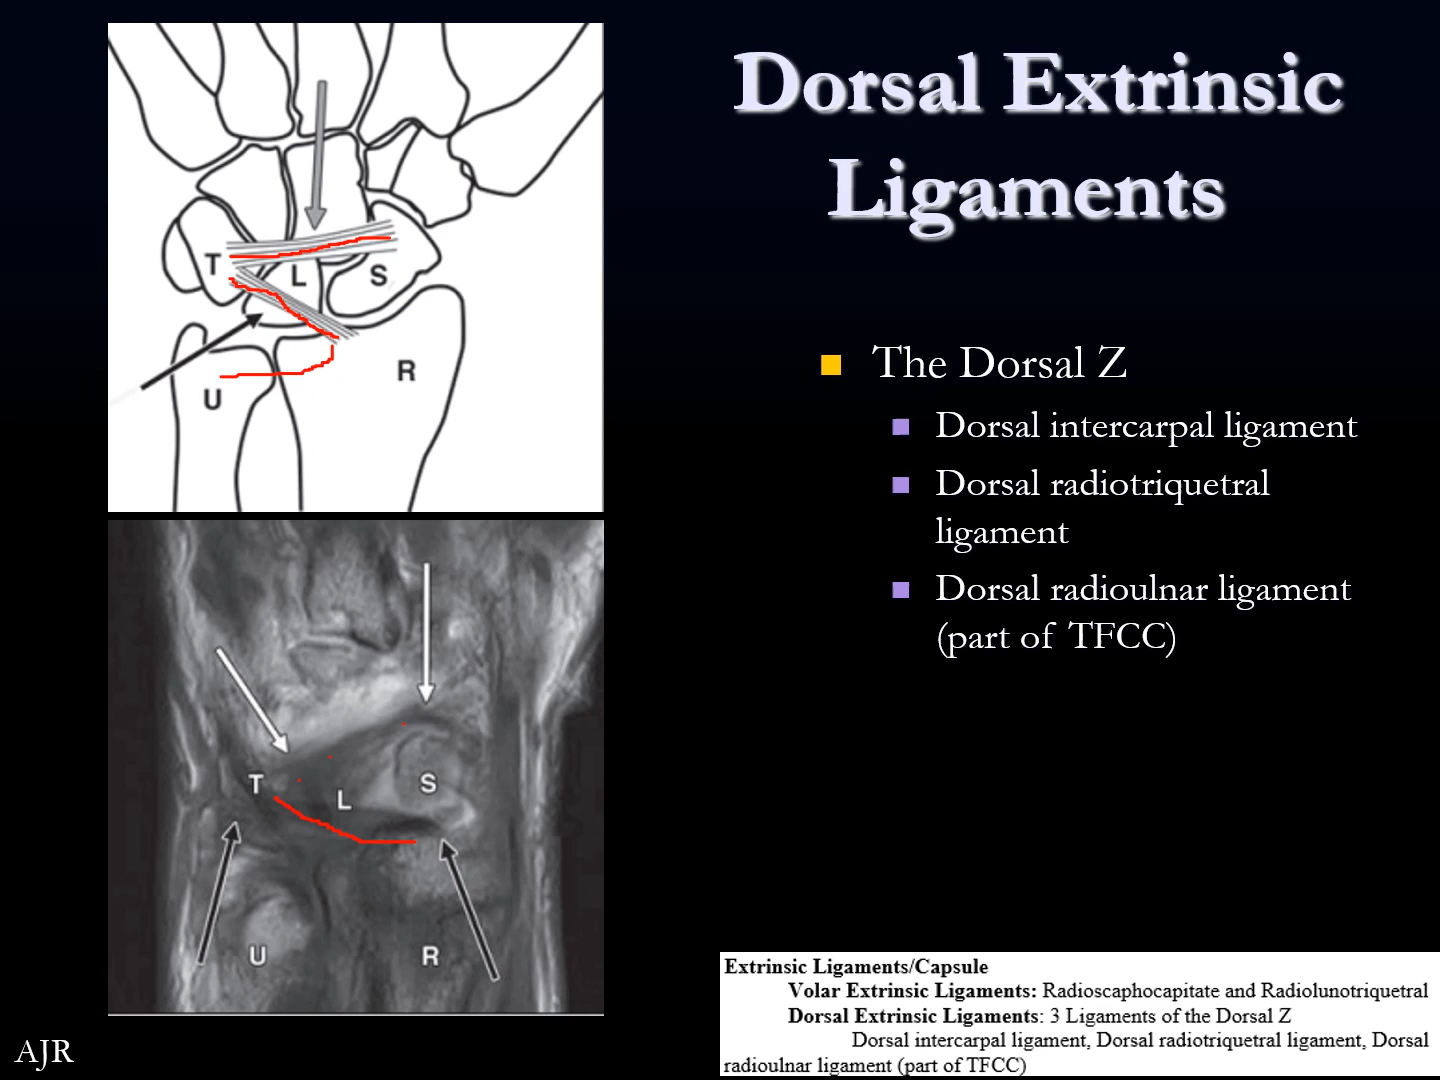 Dorsal Extrinsic
Ligaments
T
L
S
R
U
The Dorsal Z
Dorsal intercarpal ligament
Dorsal radiotriquetral
ligament
Dorsal radioulnar ligament
(part of TFCC)
T
L
S
U
R
Extrinsic Ligaments/Capsule
Volar Extrinsic Ligaments: Radioscaphocapitate and Radiolunotriquetral
Dorsal Extrinsic Ligaments: 3 Ligaments of the Dorsal Z
Dorsal intercarpal ligament, Dorsal radiotriquetral ligament, Dorsal
radioulnar ligament (part of TFCC)
AJR